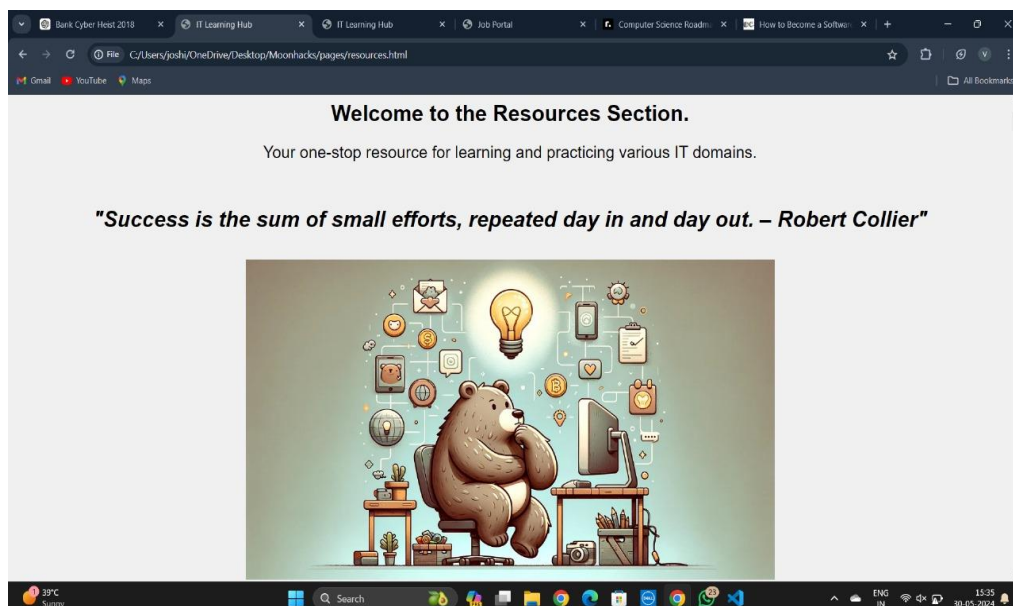 Bank Cyber Heist 2018
IT Learning Hub
IT Learning Hub
Job Portal
Computer Science Roadm
How to Become a Softwar
File
C:/Users/joshi/OneDrive/Desktop/Moonhacks/pages/resources.html
V
Gmail
YouTube
Maps
All Bookmarks
Welcome to the Resources Section.
Your one-stop resource for learning and practicing various IT domains.
"Success is the sum of small efforts, repeated day in and day out. – Robert Collier"
1
39°C
Sunny
Search
23
ENG
IN
15:35
30-05-2024